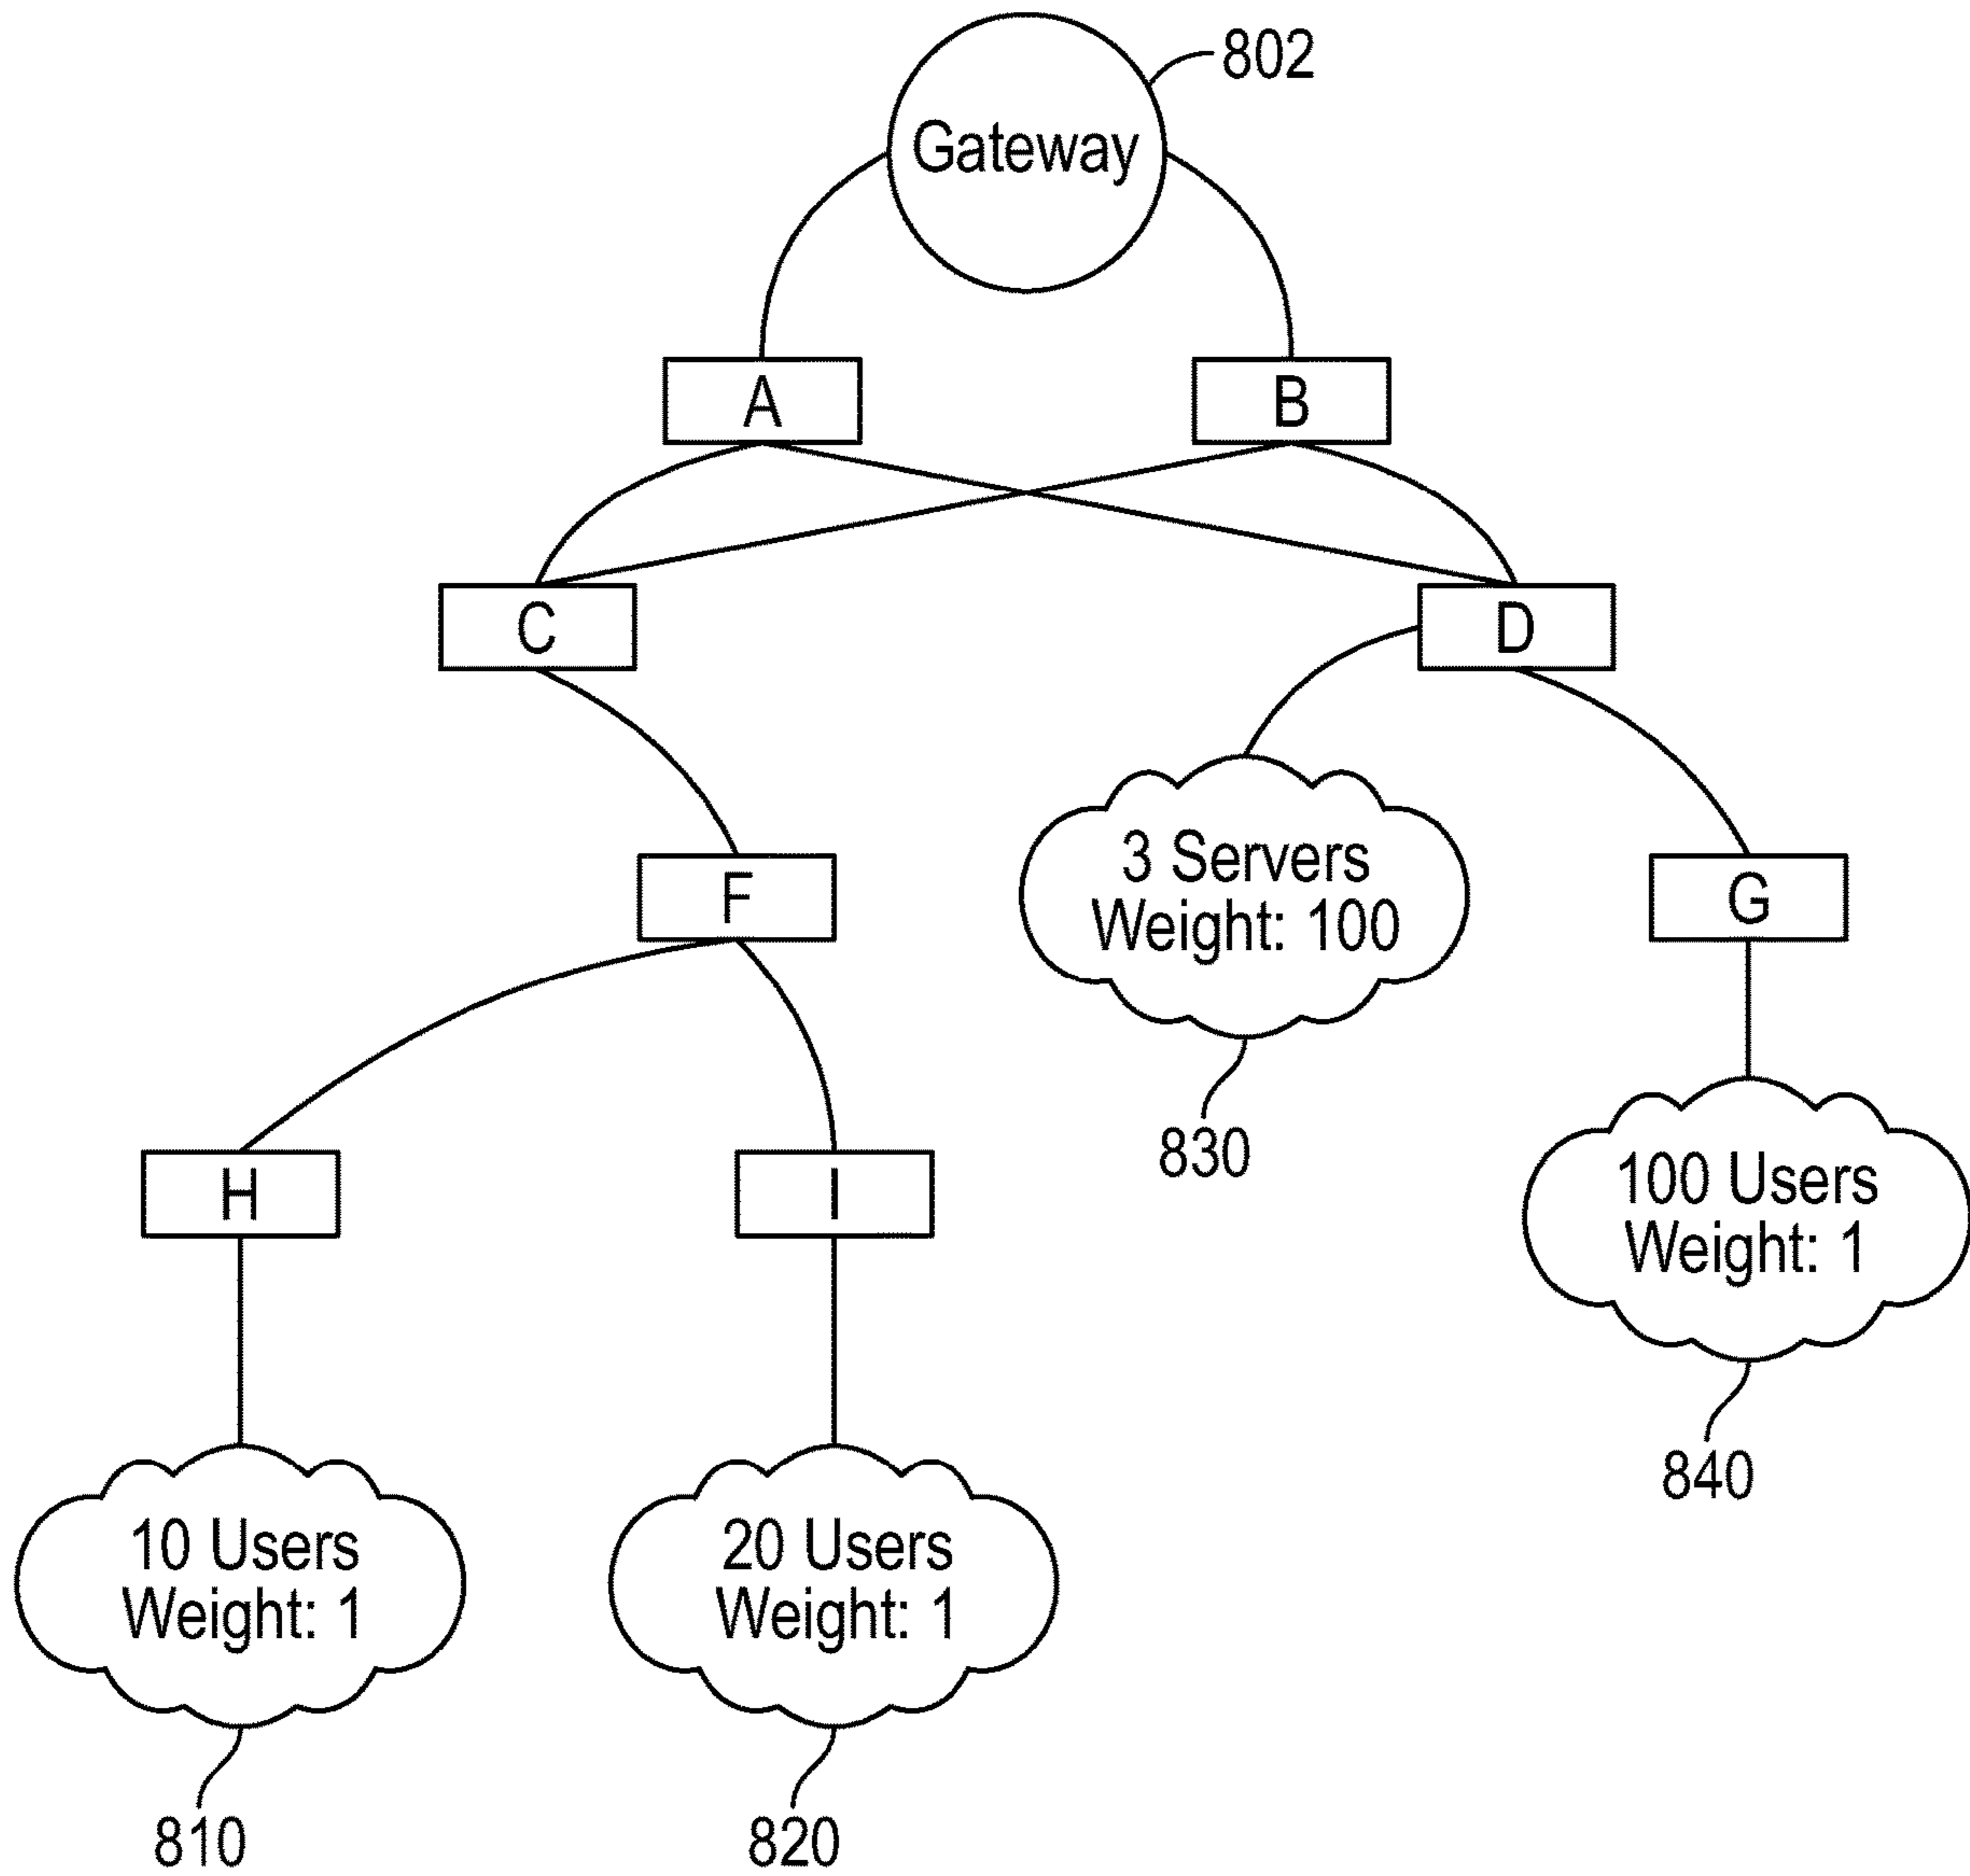 802
Gateway
A
B
C
D
3 Servers
Weight: 100
F
G
830
H
I
100 Users
Weight: 1
840
10 Users
Weight: 1
20 Users
Weight: 1
810
820